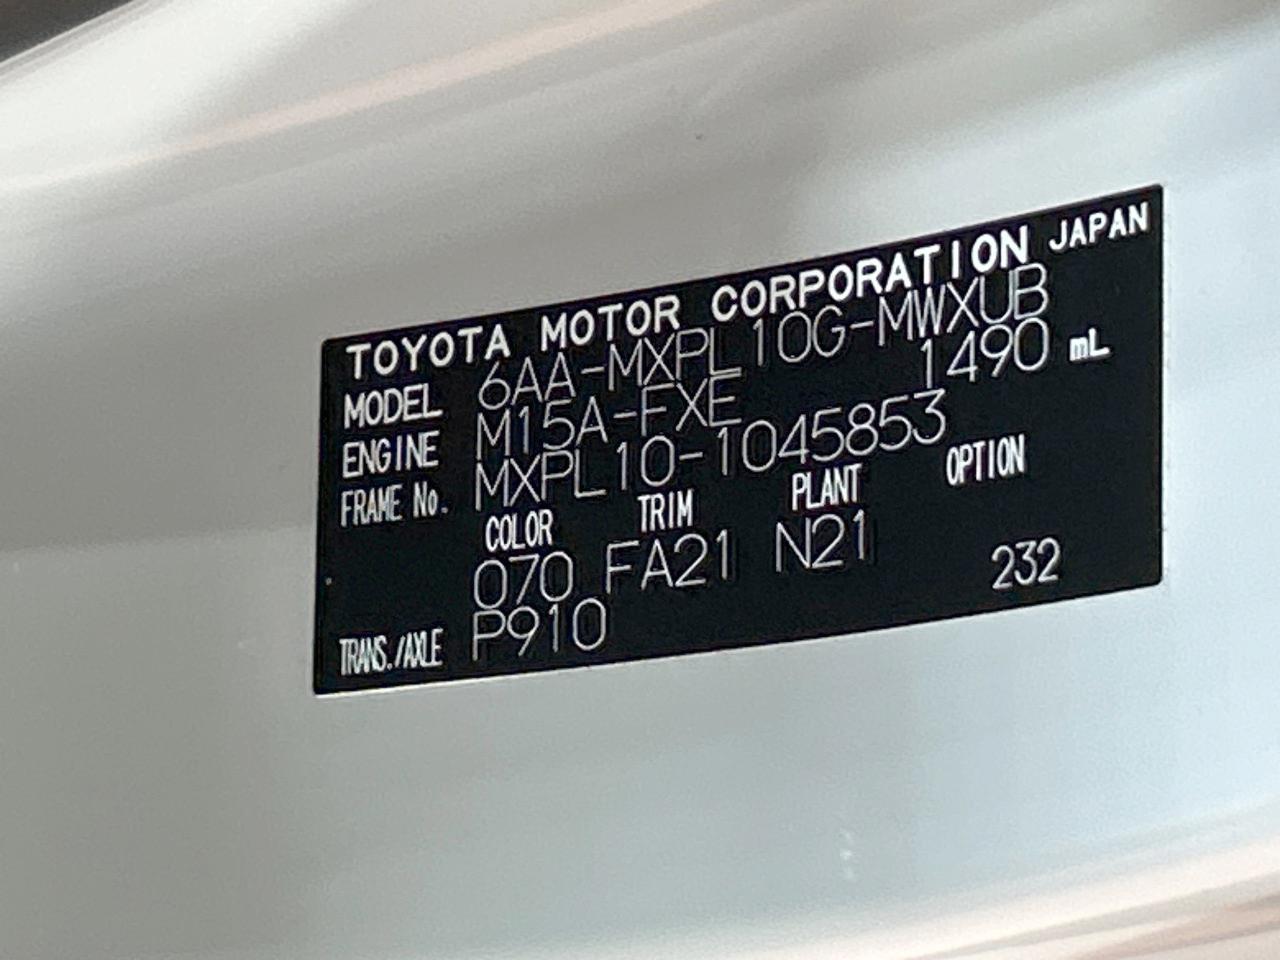 TOYOTA MOTOR CORPORATION JAPAN
MODEL 6AA-MXPL10G-MWXUB
ENGINE M15A-FXE 1490 mL
FRAME No. MXPL10-1045853
COLOR TRIM PLANT OPTION
070 FA21 N21 232
TRANS./AXLE P910